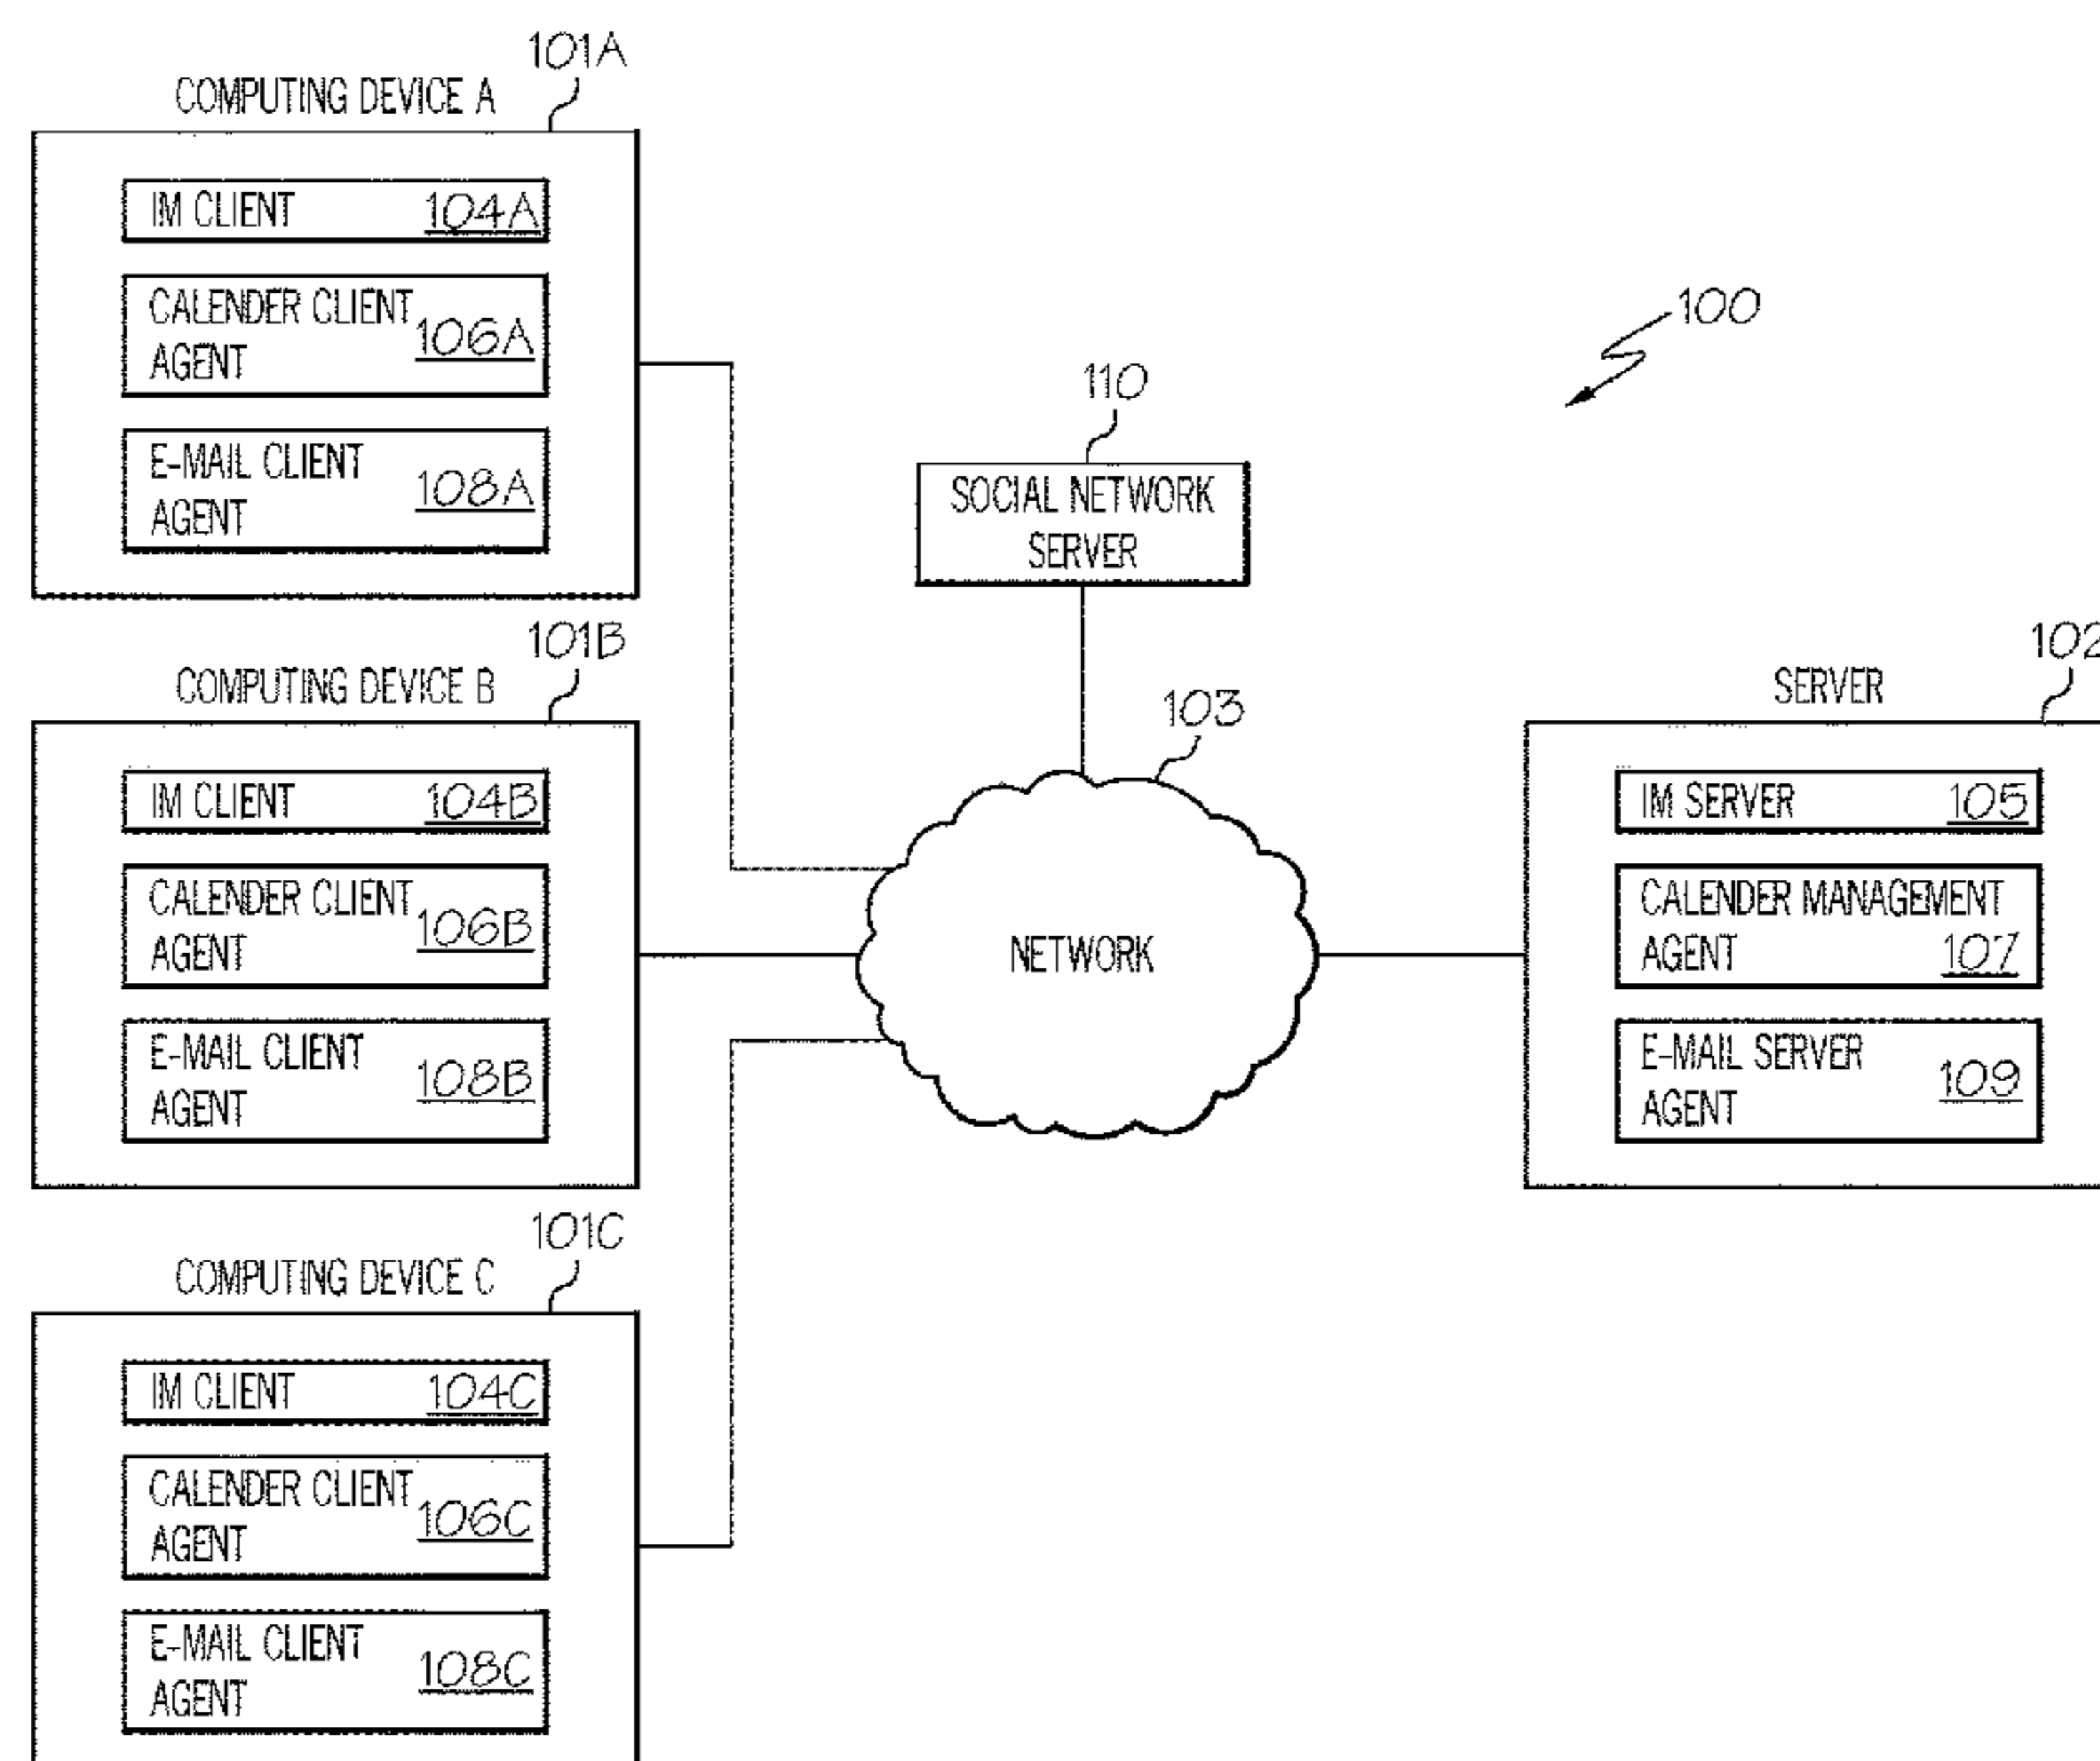 101A
COMPUTING DEVICE A
IM CLIENT 104A
CALENDER CLIENT
AGENT 106A
E-MAIL CLIENT
AGENT 108A
100
110
SOCIAL NETWORK
SERVER
101B
COMPUTING DEVICE B
IM CLIENT 104B
CALENDER CLIENT
AGENT 106B
E-MAIL CLIENT
AGENT 108B
103
NETWORK
102
SERVER
IM SERVER 105
CALENDER MANAGEMENT
AGENT 107
E-MAIL SERVER
AGENT 109
101C
COMPUTING DEVICE C
IM CLIENT 104C
CALENDER CLIENT
AGENT 106C
E-MAIL CLIENT
AGENT 108C